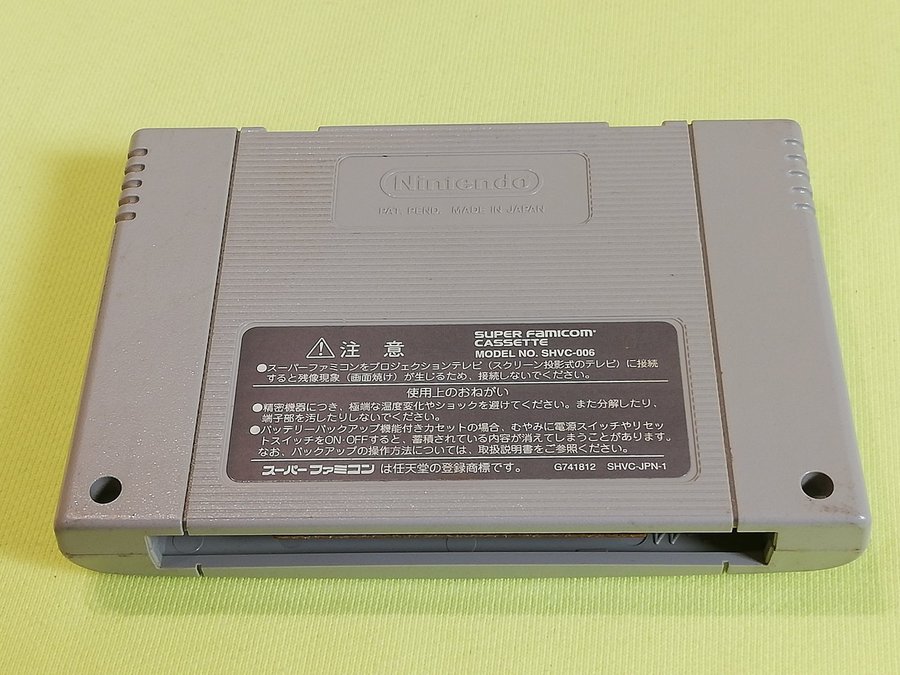 Nintendo
PAT. PEND. MADE IN JAPAN
注 意
SUPER FAMICOM
CASSETTE
MODEL NO. SHVC-006
●スーパーファミコンをプロジェクションテレビ（スクリーン投影式のテレビ）に接続
すると残像現象（画面焼け）が生じるため、接続しないでください。
使用上のおねがい
●精密機器につき、極端な温度変化やショックを避けてください。また分解したり、
端子部を汚したりしないでください。
●バッテリーバックアップ機能付きカセットの場合、むやみに電源スイッチやリセッ
トスイッチをON・OFFすると、蓄積されている内容が消えてしまうことがあります。
なお、バックアップの操作方法については、取扱説明書をご参照ください。
スーパーファミコン は任天堂の登録商標です。 G741812 SHVC-JPN-1